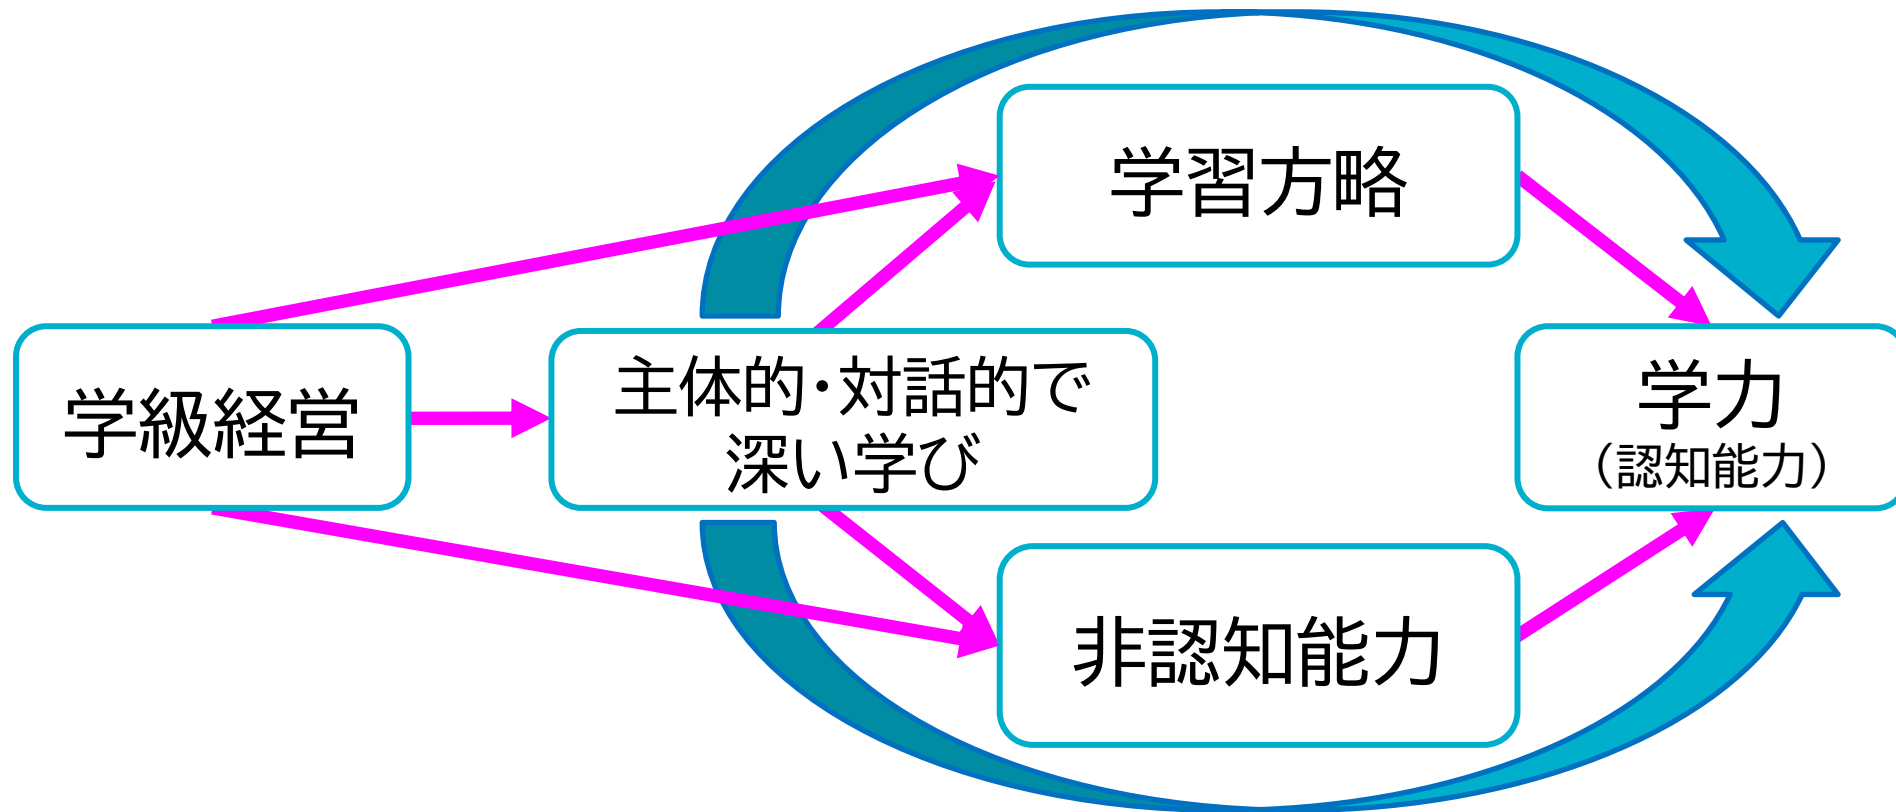 学習方略
学級経営
主体的・対話的で
深い学び
学力
（認知能力）
非認知能力